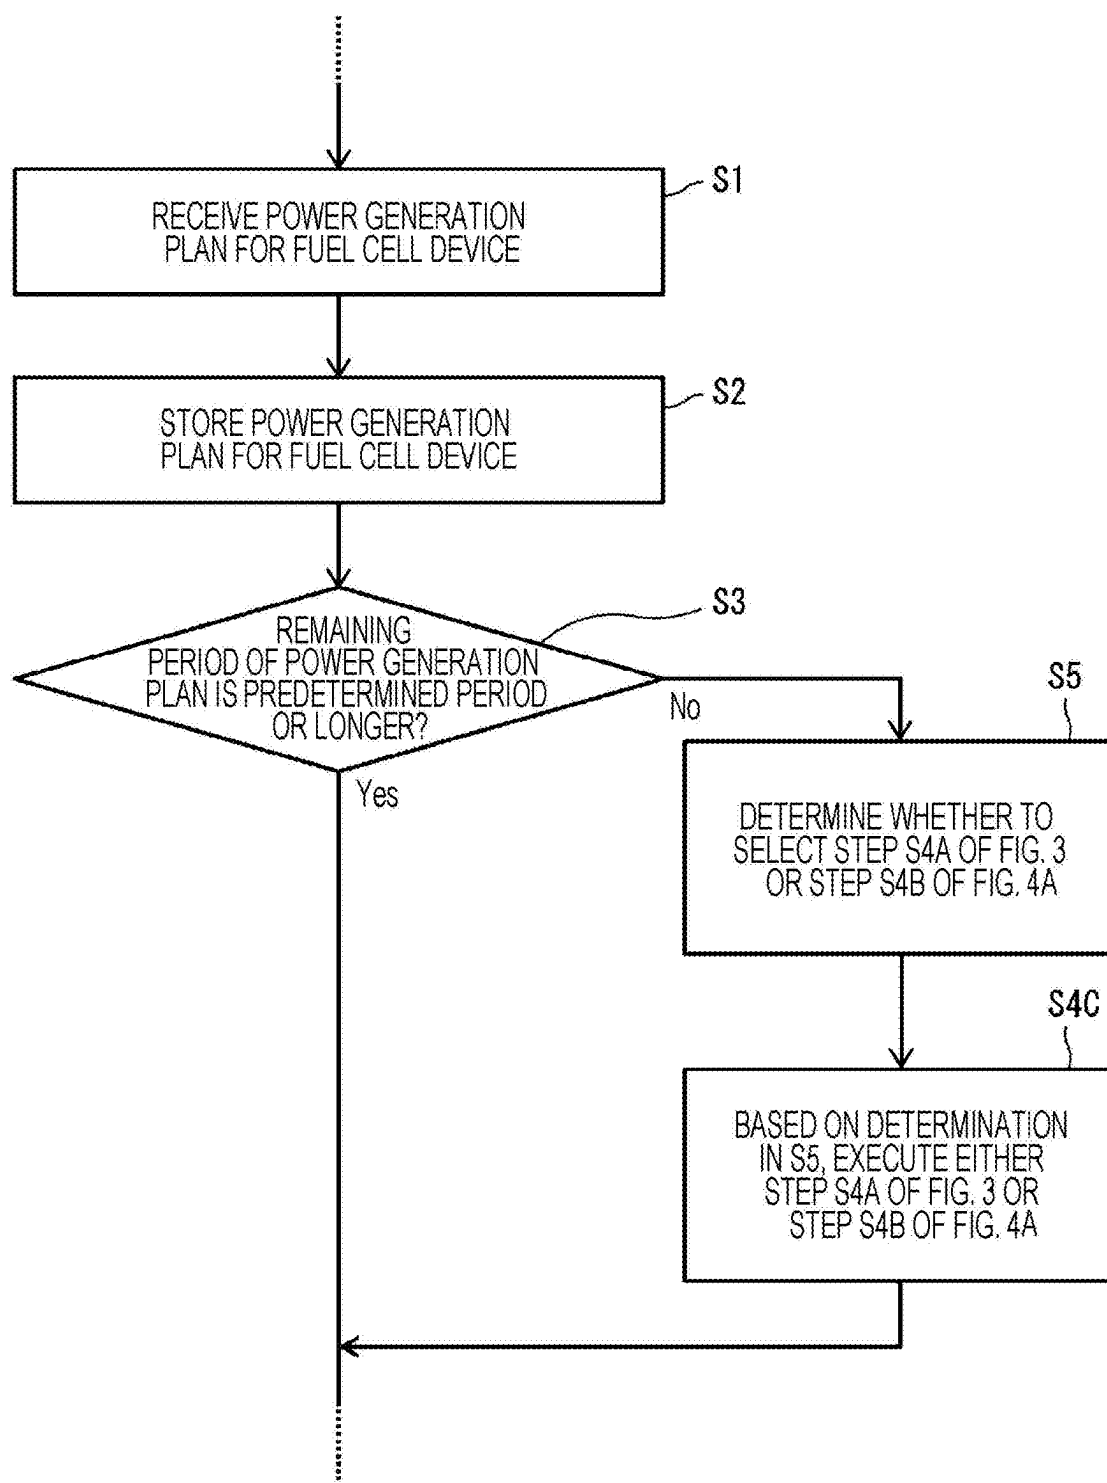 S1
RECEIVE POWER GENERATION
PLAN FOR FUEL CELL DEVICE
S2
STORE POWER GENERATION
PLAN FOR FUEL CELL DEVICE
S3
REMAINING
PERIOD OF POWER GENERATION
PLAN IS PREDETERMINED PERIOD
OR LONGER?
No
Yes
S5
DETERMINE WHETHER TO
SELECT STEP S4A OF FIG. 3
OR STEP S4B OF FIG. 4A
S4C
BASED ON DETERMINATION
IN S5, EXECUTE EITHER
STEP S4A OF FIG. 3 OR
STEP S4B OF FIG. 4A